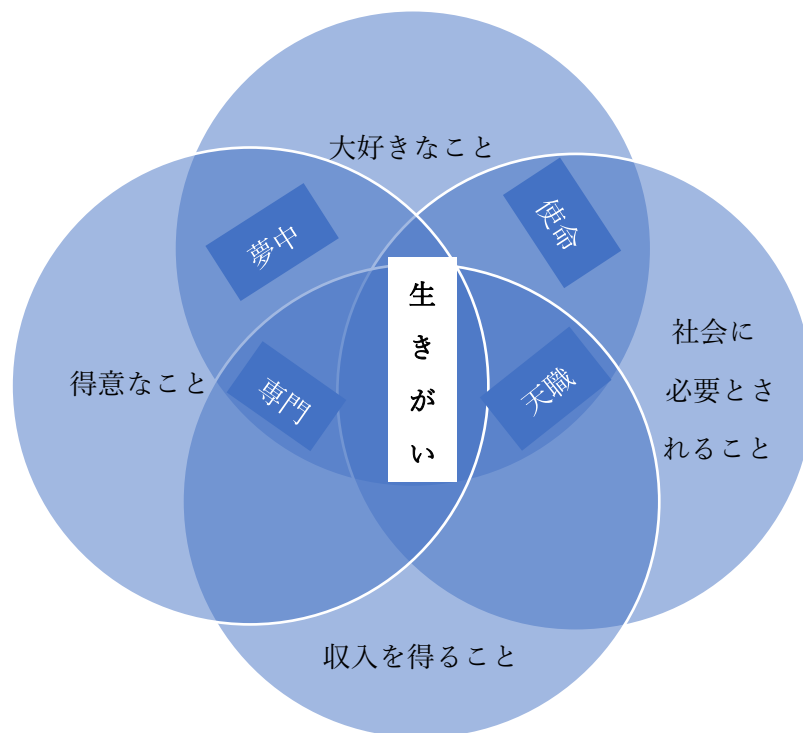 大好きなこと
夢中
使命
生きがい
得意なこと
専門
天職
社会に
必要とさ
れること
収入を得ること